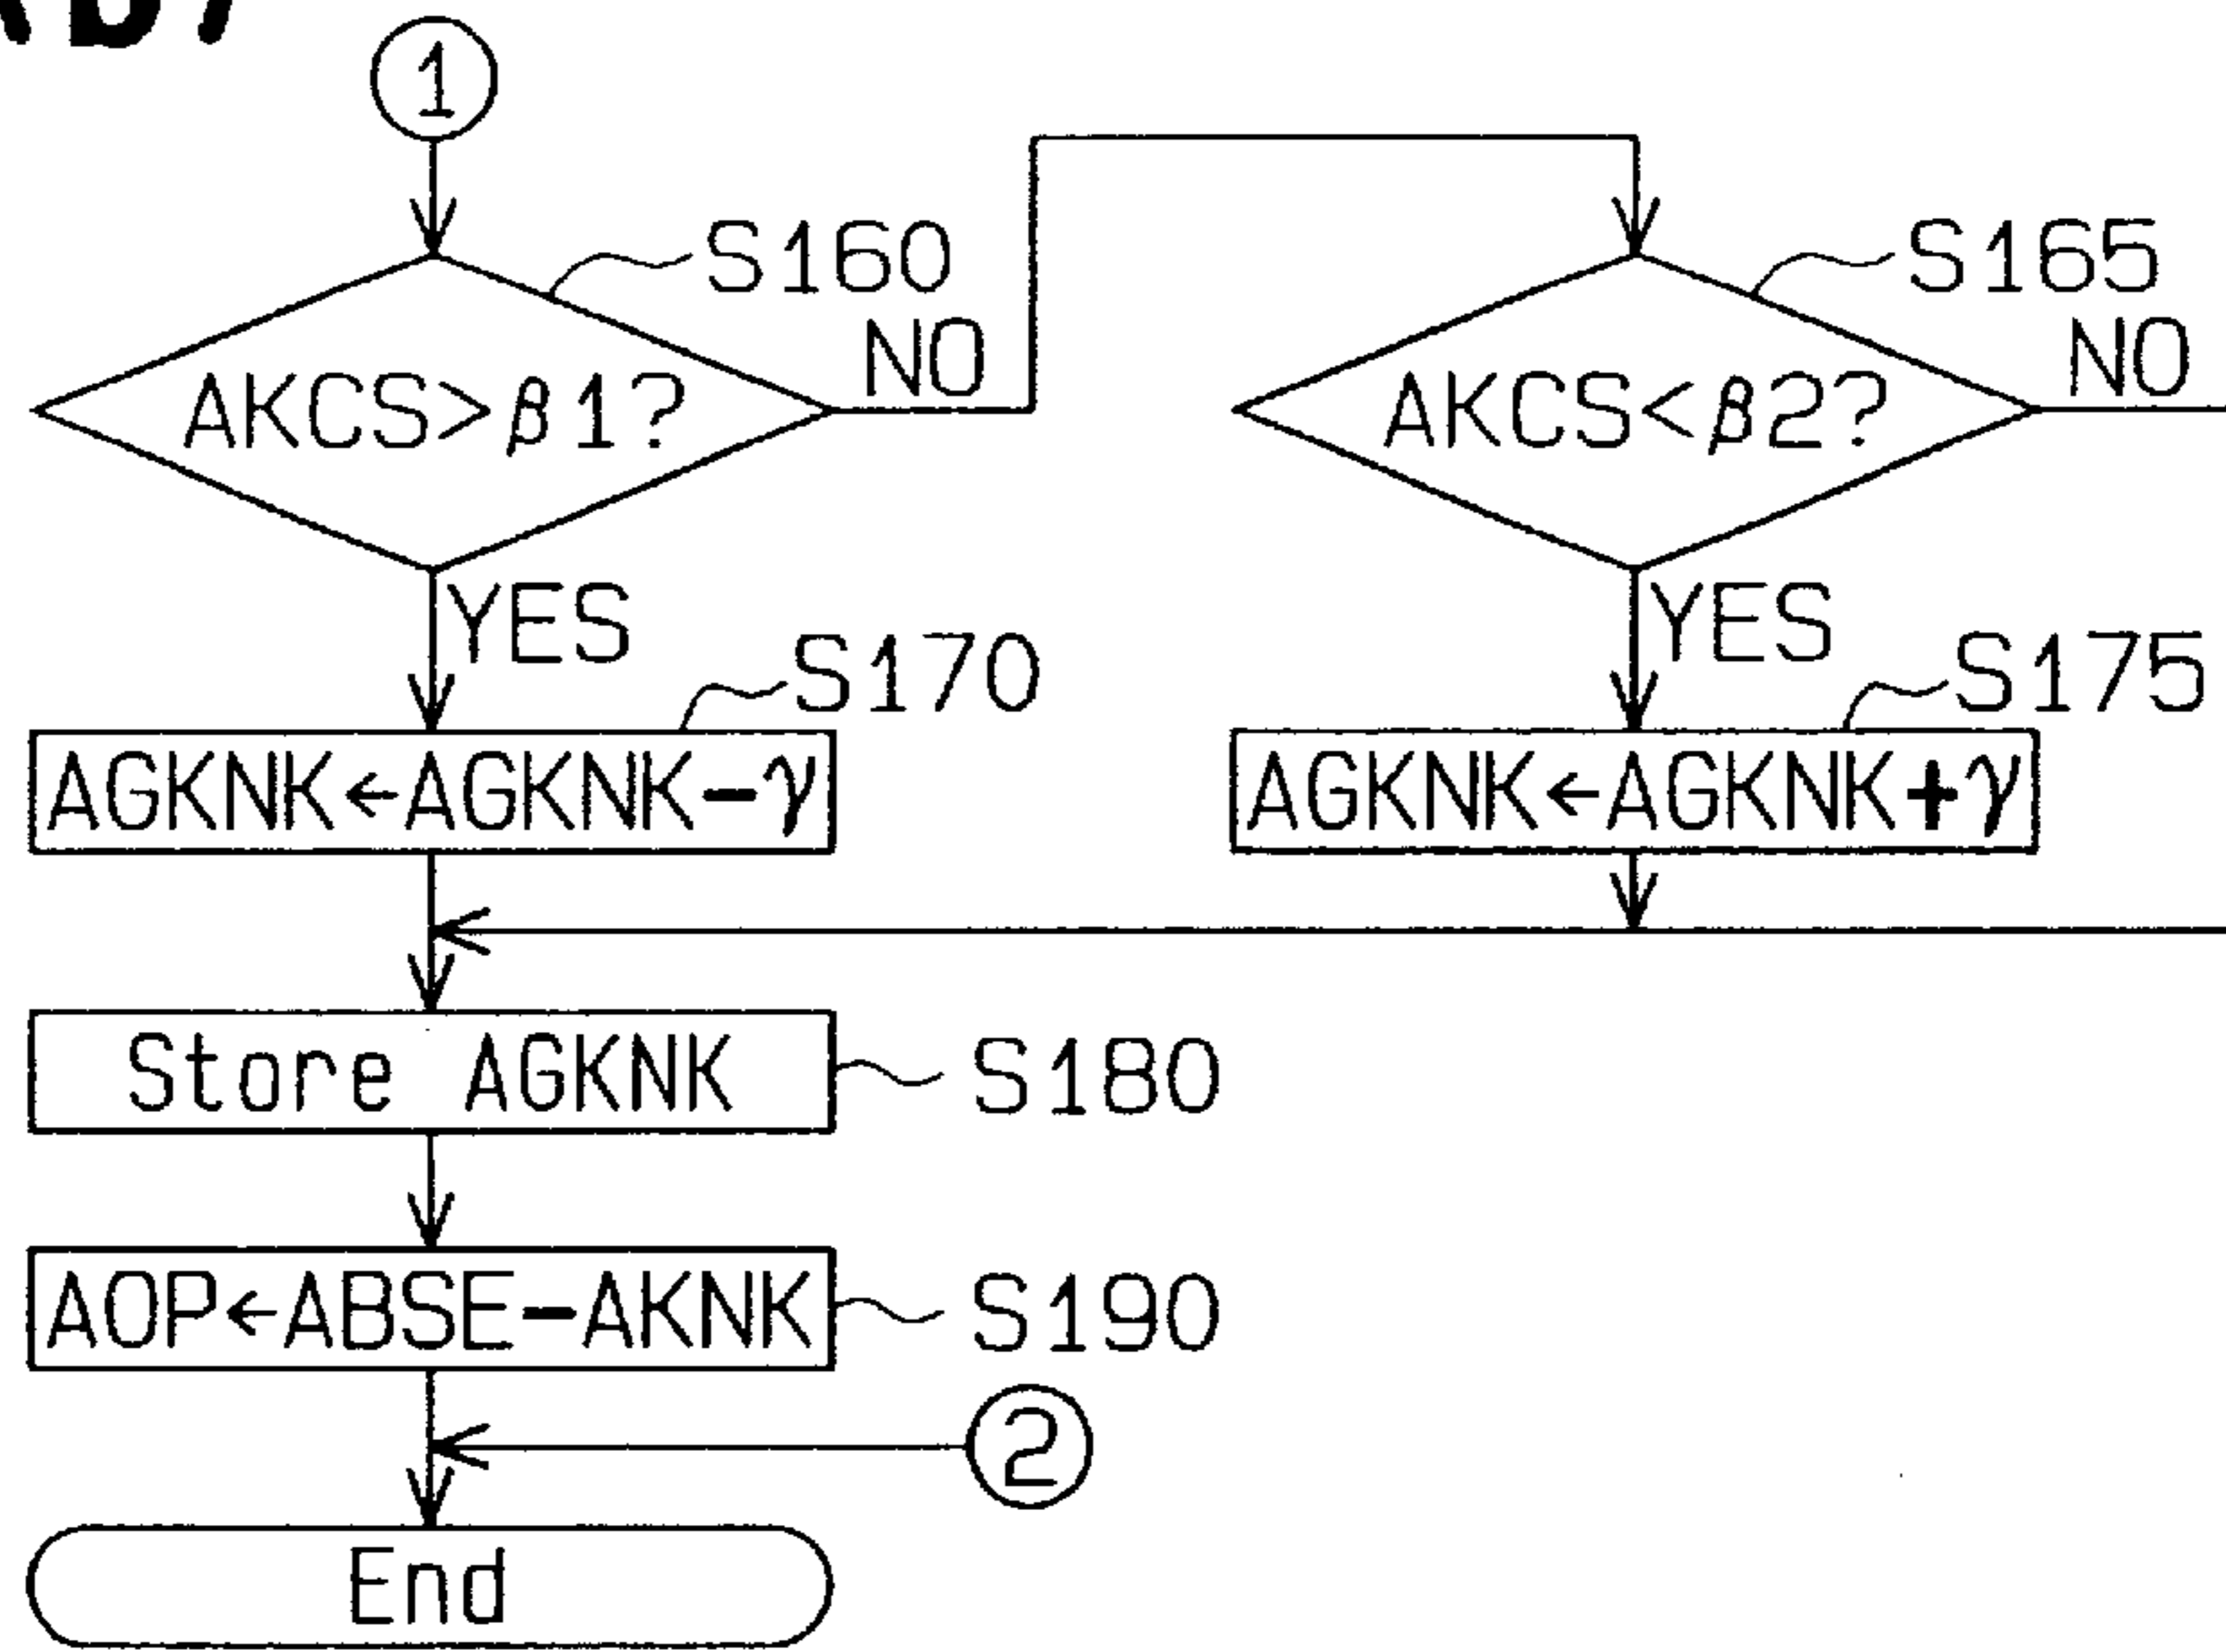 1
S160
S165
AKCS>β1?
NO
AKCS<β2?
NO
YES
YES
S170
S175
AGKNK←AGKNK−γ
AGKNK←AGKNK+γ
Store AGKNK
S180
AOP←ABSE−AKNK
S190
2
End